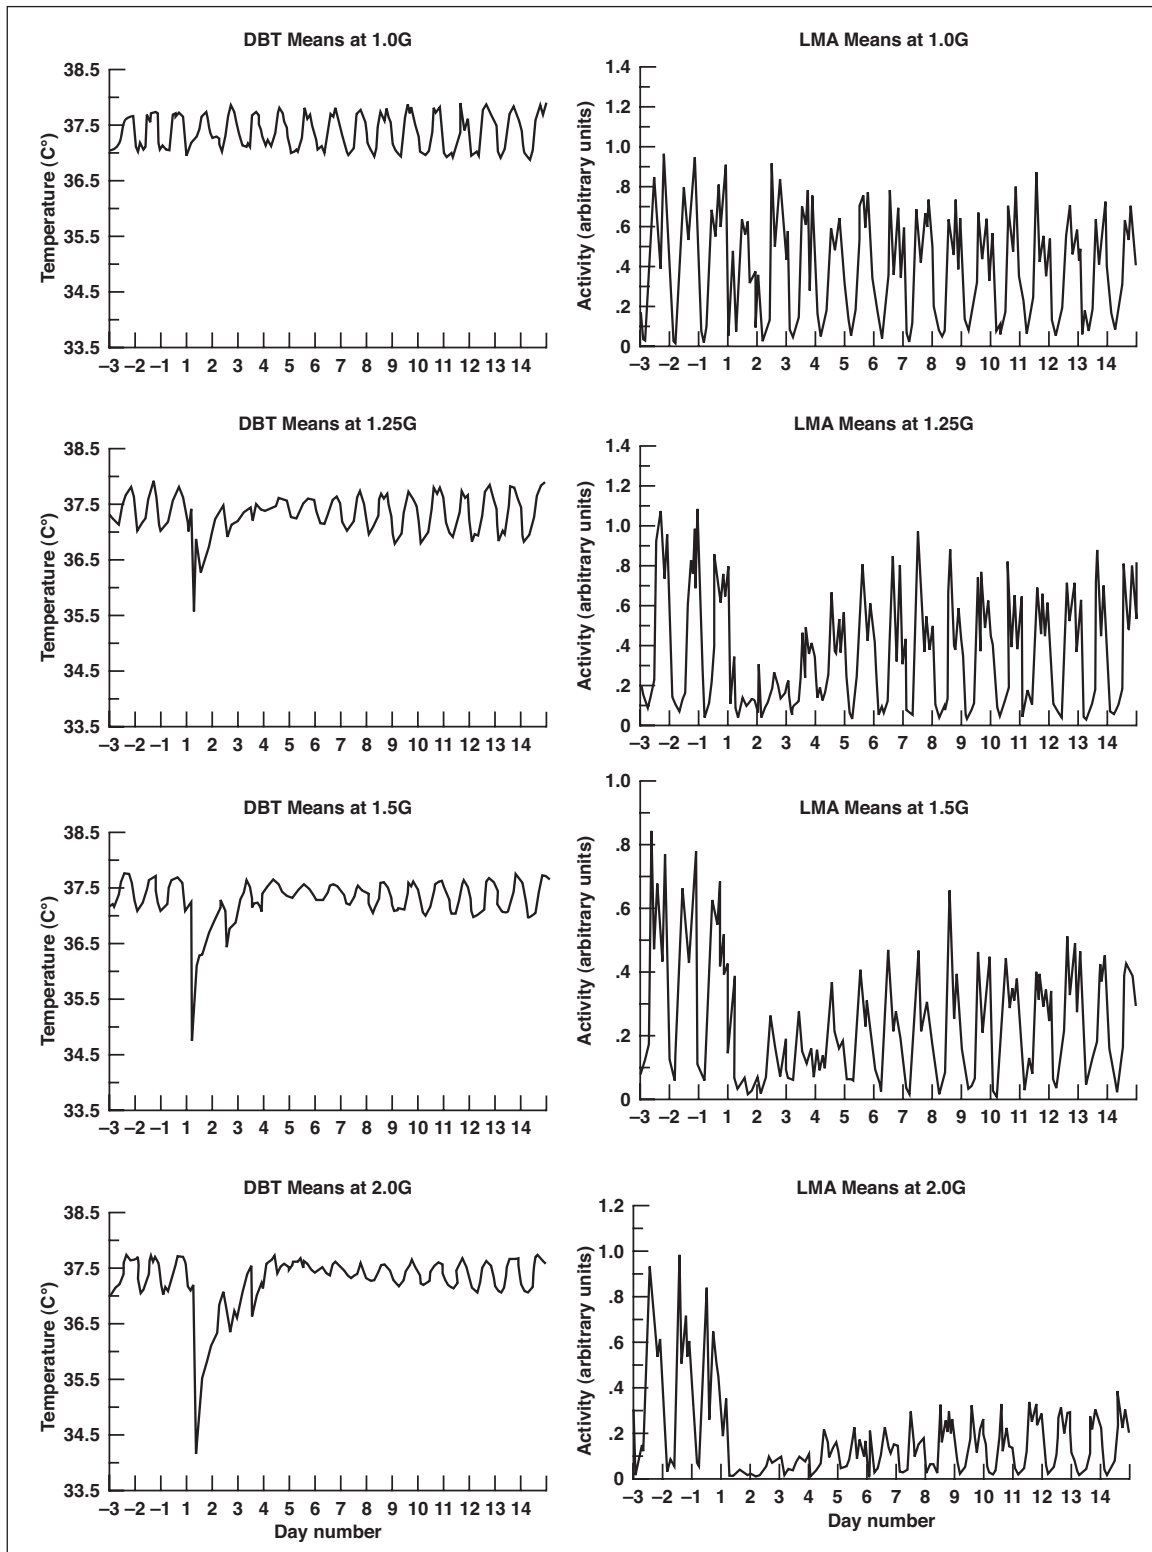 DBT Means at 1.0G
38.5
37.5
36.5
35.5
34.5
33.5
Temperature (C°)
–3 –2 –1 1 2 3 4 5 6 7 8 9 10 11 12 13 14
LMA Means at 1.0G
1.4
1.2
1.0
.8
.6
.4
.2
0
Activity (arbitrary units)
–3 –2 –1 1 2 3 4 5 6 7 8 9 10 11 12 13 14
DBT Means at 1.25G
38.5
37.5
36.5
35.5
34.5
33.5
Temperature (C°)
–3 –2 –1 1 2 3 4 5 6 7 8 9 10 11 12 13 14
LMA Means at 1.25G
1.4
1.2
1.0
.8
.6
.4
.2
0
Activity (arbitrary units)
–3 –2 –1 1 2 3 4 5 6 7 8 9 10 11 12 13 14
DBT Means at 1.5G
38.5
37.5
36.5
35.5
34.5
33.5
Temperature (C°)
–3 –2 –1 1 2 3 4 5 6 7 8 9 10 11 12 13 14
LMA Means at 1.5G
1.0
.8
.6
.4
.2
0
Activity (arbitrary units)
–3 –2 –1 1 2 3 4 5 6 7 8 9 10 11 12 13 14
DBT Means at 2.0G
38.5
37.5
36.5
35.5
34.5
33.5
Temperature (C°)
–3 –2 –1 1 2 3 4 5 6 7 8 9 10 11 12 13 14
Day number
LMA Means at 2.0G
1.2
1.0
.8
.6
.4
.2
0
Activity (arbitrary units)
–3 –2 –1 1 2 3 4 5 6 7 8 9 10 11 12 13 14
Day number